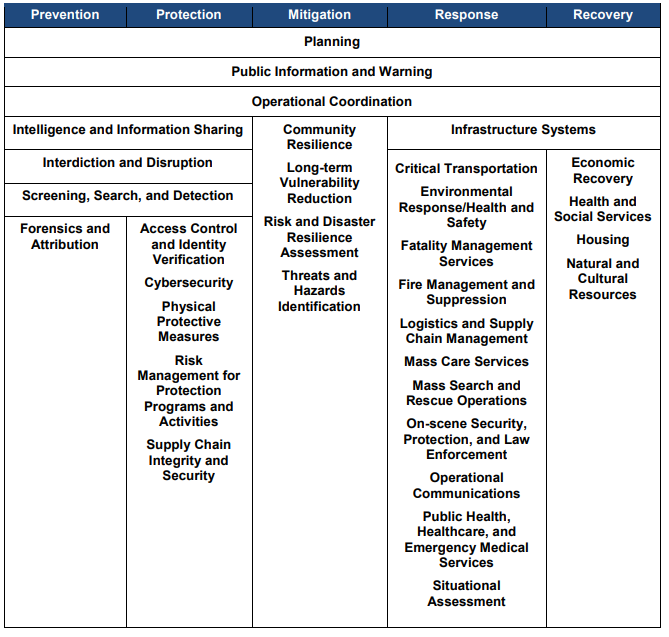 Prevention
Protection
Mitigation
Response
Recovery
Planning
Public Information and Warning
Operational Coordination
Intelligence and Information Sharing
Interdiction and Disruption
Screening, Search, and Detection
Forensics and
Attribution
Access Control
and Identity
Verification
Cybersecurity
Physical
Protective
Measures
Risk
Management for
Protection
Programs and
Activities
Supply Chain
Integrity and
Security
Community
Resilience
Long-term
Vulnerability
Reduction
Risk and Disaster
Resilience
Assessment
Threats and
Hazards
Identification
Infrastructure Systems
Critical Transportation
Environmental
Response/Health and
Safety
Fatality Management
Services
Fire Management and
Suppression
Logistics and Supply
Chain Management
Mass Care Services
Mass Search and
Rescue Operations
On-scene Security,
Protection, and Law
Enforcement
Operational
Communications
Public Health,
Healthcare, and
Emergency Medical
Services
Situational
Assessment
Economic
Recovery
Health and
Social Services
Housing
Natural and
Cultural
Resources